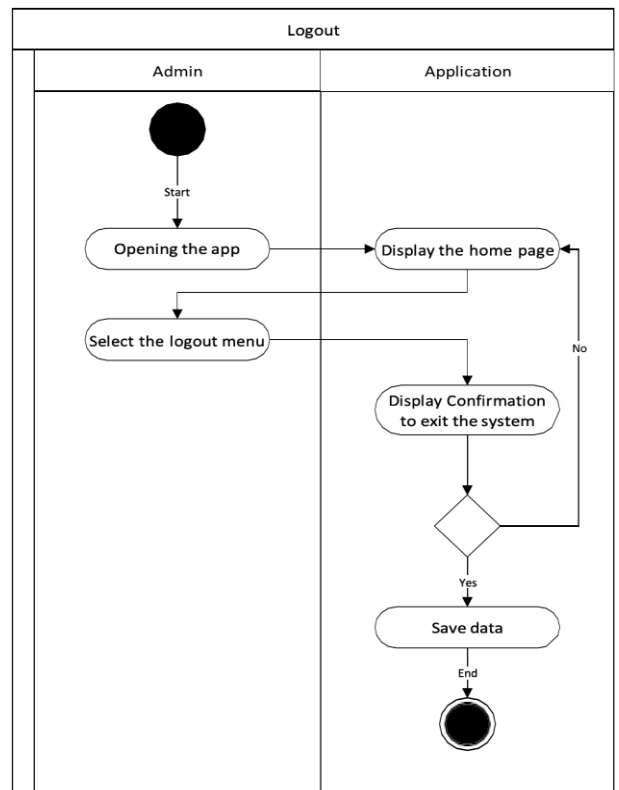 Logout
Admin
Application
Start
Opening the app
Display the home page
Select the logout menu
No
Display Confirmation
to exit the system
Yes
Save data
End